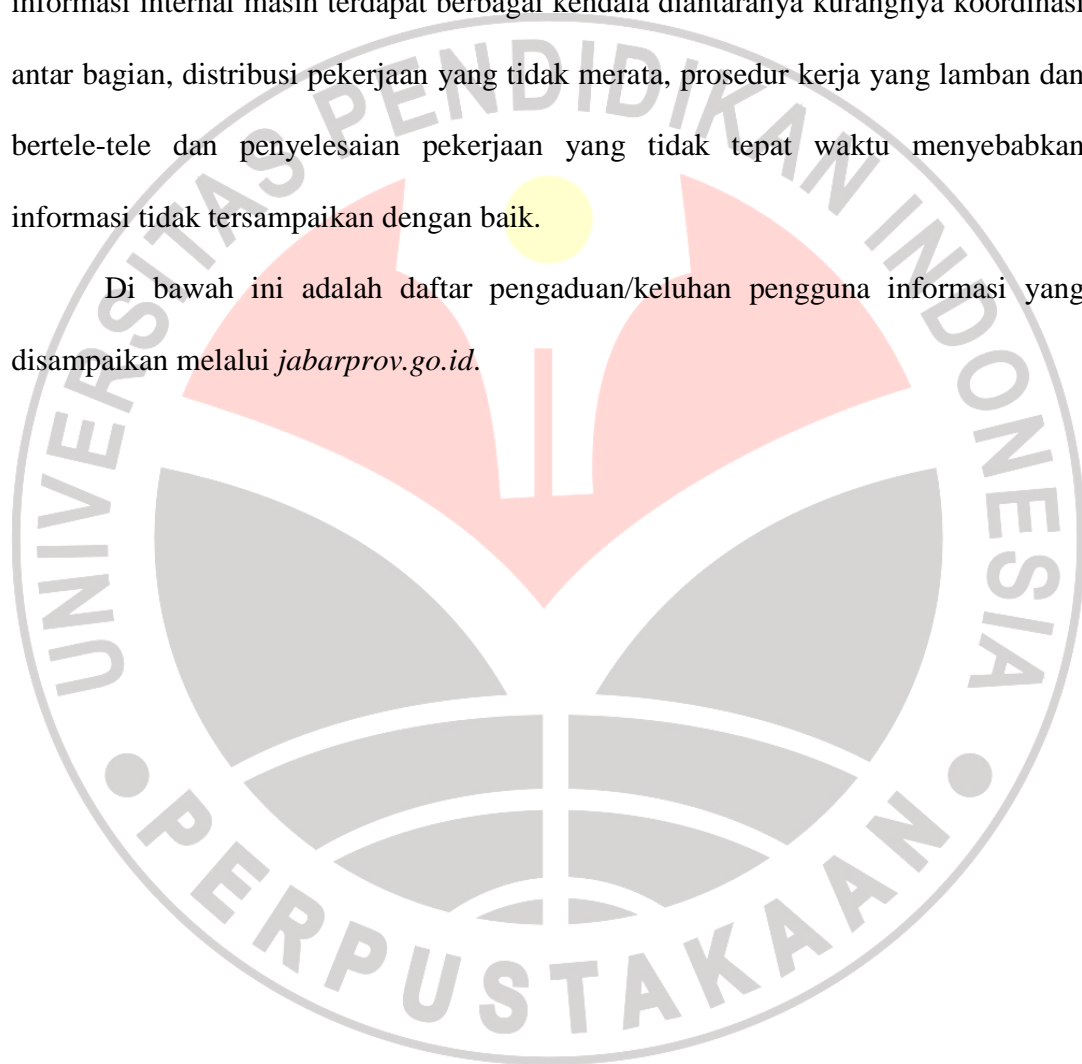 informasi internal masih terdapat berbagai kendala diantaranya kurangnya koordinasi
antar bagian, distribusi pekerjaan yang tidak merata, prosedur kerja yang lamban dan
bertele-tele dan penyelesaian pekerjaan yang tidak tepat waktu menyebabkan
informasi tidak tersampaikan dengan baik.
Di bawah ini adalah daftar pengaduan/keluhan pengguna informasi yang
disampaikan melalui jabarprov.go.id.
UNIVERSITAS PENDIDIKAN INDONESIA
PERPUSTAKAAN